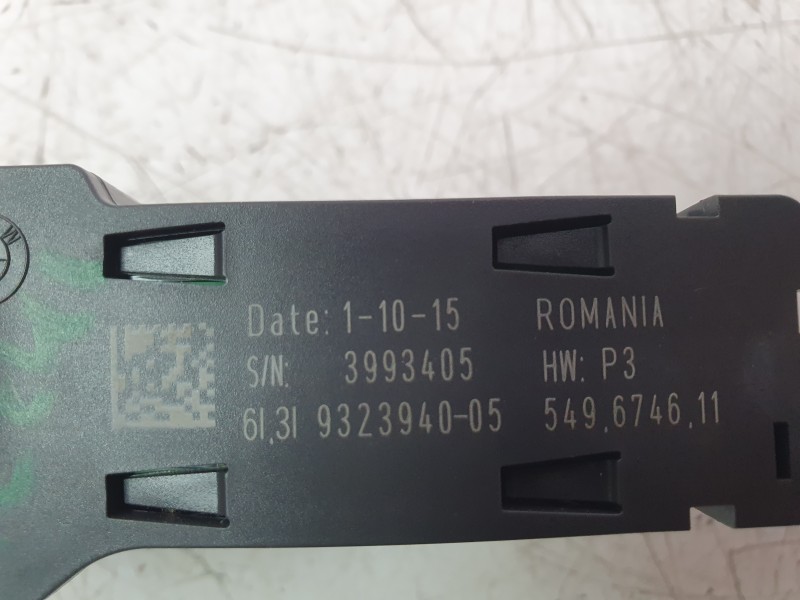 Date: 1-10-15 ROMANIA
S/N: 3993405 HW: P3
61.31 9323940-05 549.6746.11